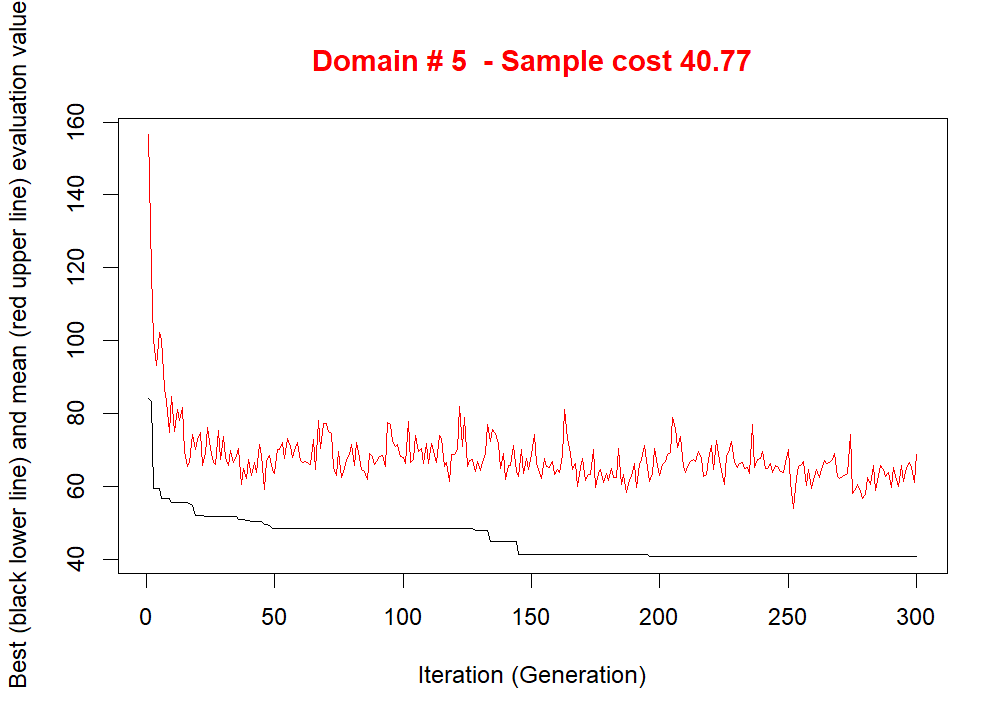 Domain # 5  - Sample cost 40.77
Best (black lower line) and mean (red upper line) evaluation value
160
140
120
100
80
60
40
0 50 100 150 200 250 300
Iteration (Generation)